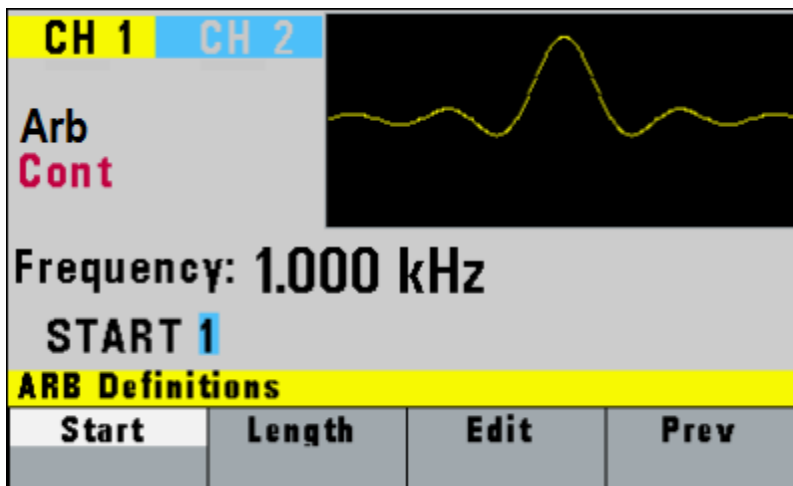 CH 1 CH 2
Arb
Cont
Frequency: 1.000 kHz
START 1
ARB Definitions
Start Length Edit Prev